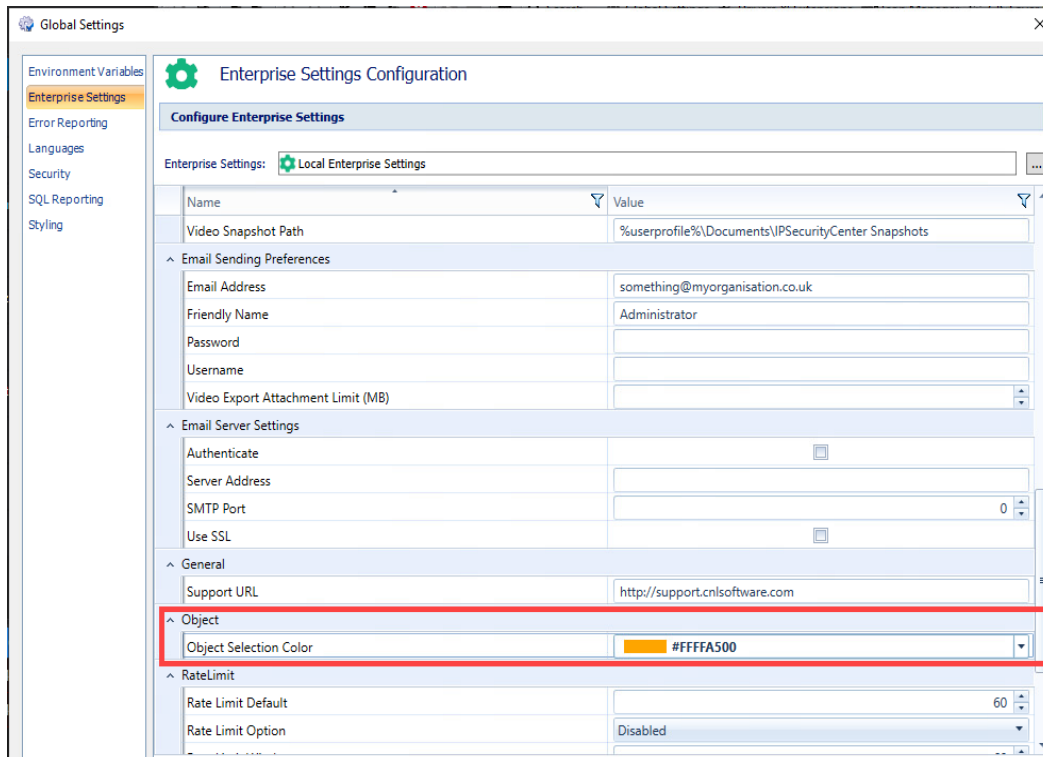 Global Settings
Environment Variables
Enterprise Settings
Error Reporting
Languages
Security
SQL Reporting
Styling
Enterprise Settings Configuration
Configure Enterprise Settings
Enterprise Settings: Local Enterprise Settings ...
Name Value
Video Snapshot Path %userprofile%\Documents\IPSecurityCenter Snapshots
Email Sending Preferences
Email Address something@myorganisation.co.uk
Friendly Name Administrator
Password
Username
Video Export Attachment Limit (MB)
Email Server Settings
Authenticate
Server Address
SMTP Port 0
Use SSL
General
Support URL http://support.cnlsoftware.com
Object
Object Selection Color #FFFFA500
RateLimit
Rate Limit Default 60
Rate Limit Option Disabled